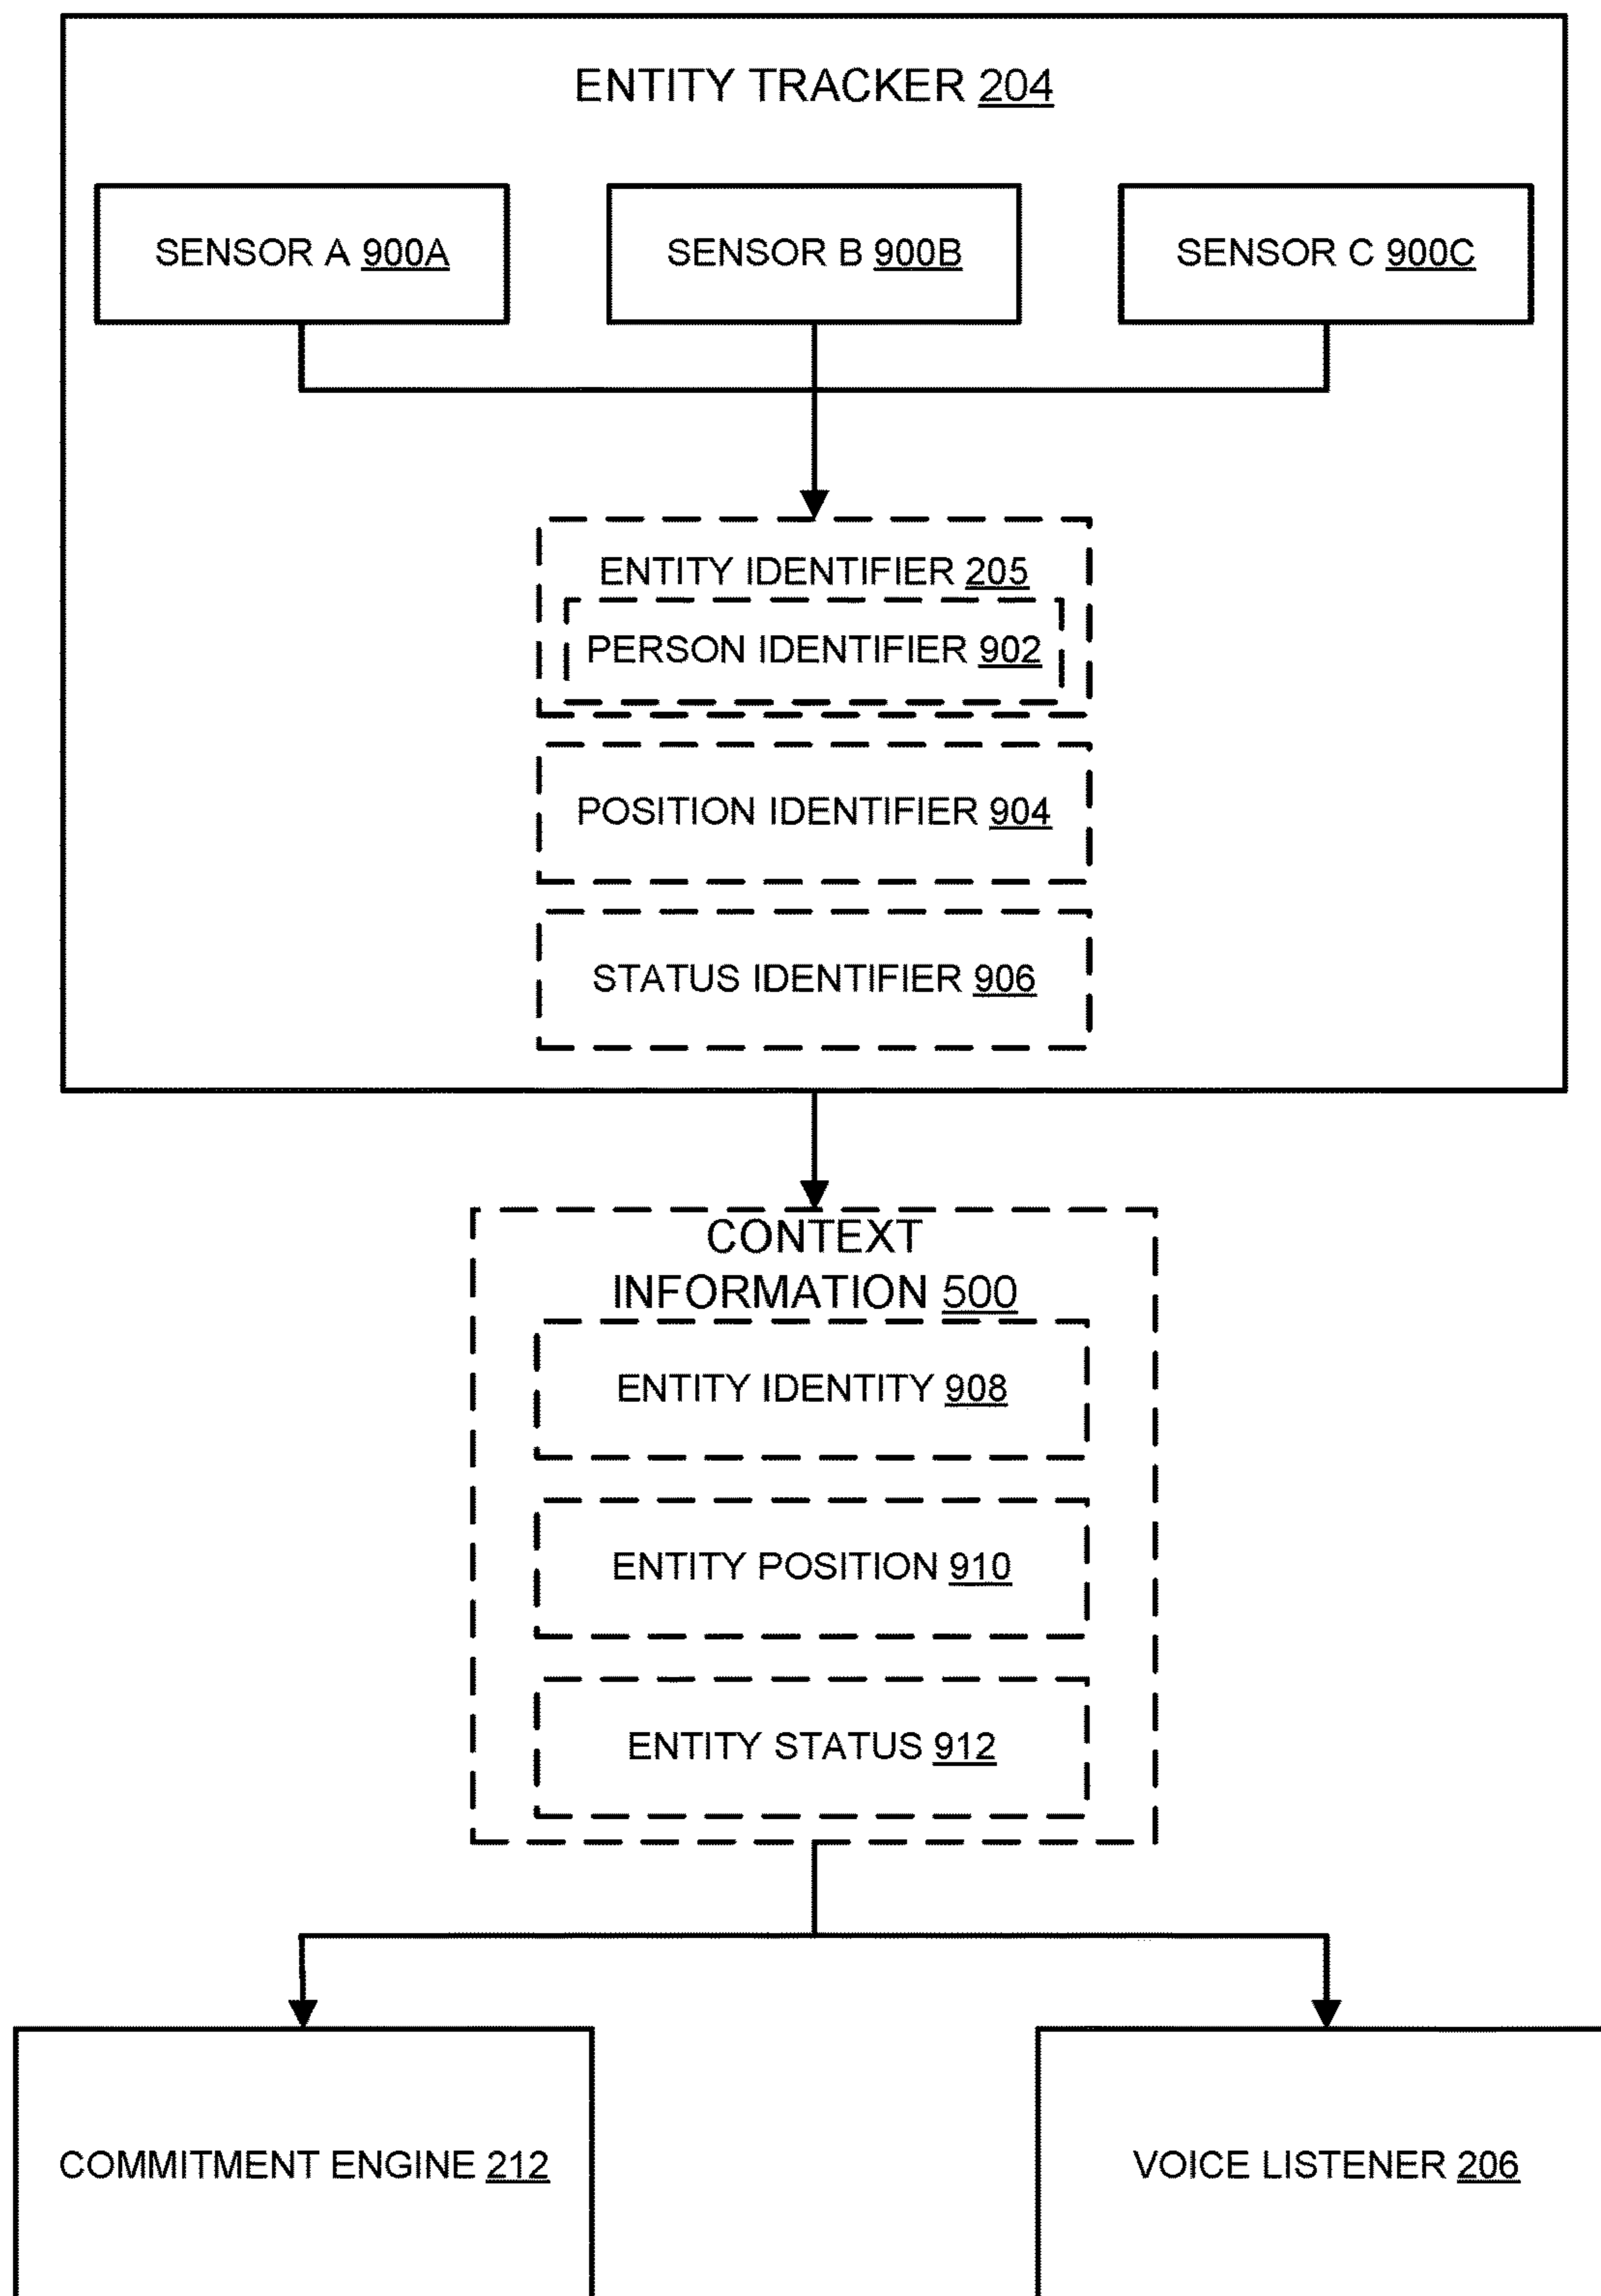 ENTITY TRACKER 204
SENSOR A 900A
SENSOR B 900B
SENSOR C 900C
ENTITY IDENTIFIER 205
PERSON IDENTIFIER 902
POSITION IDENTIFIER 904
STATUS IDENTIFIER 906
CONTEXT
INFORMATION 500
ENTITY IDENTITY 908
ENTITY POSITION 910
ENTITY STATUS 912
COMMITMENT ENGINE 212
VOICE LISTENER 206